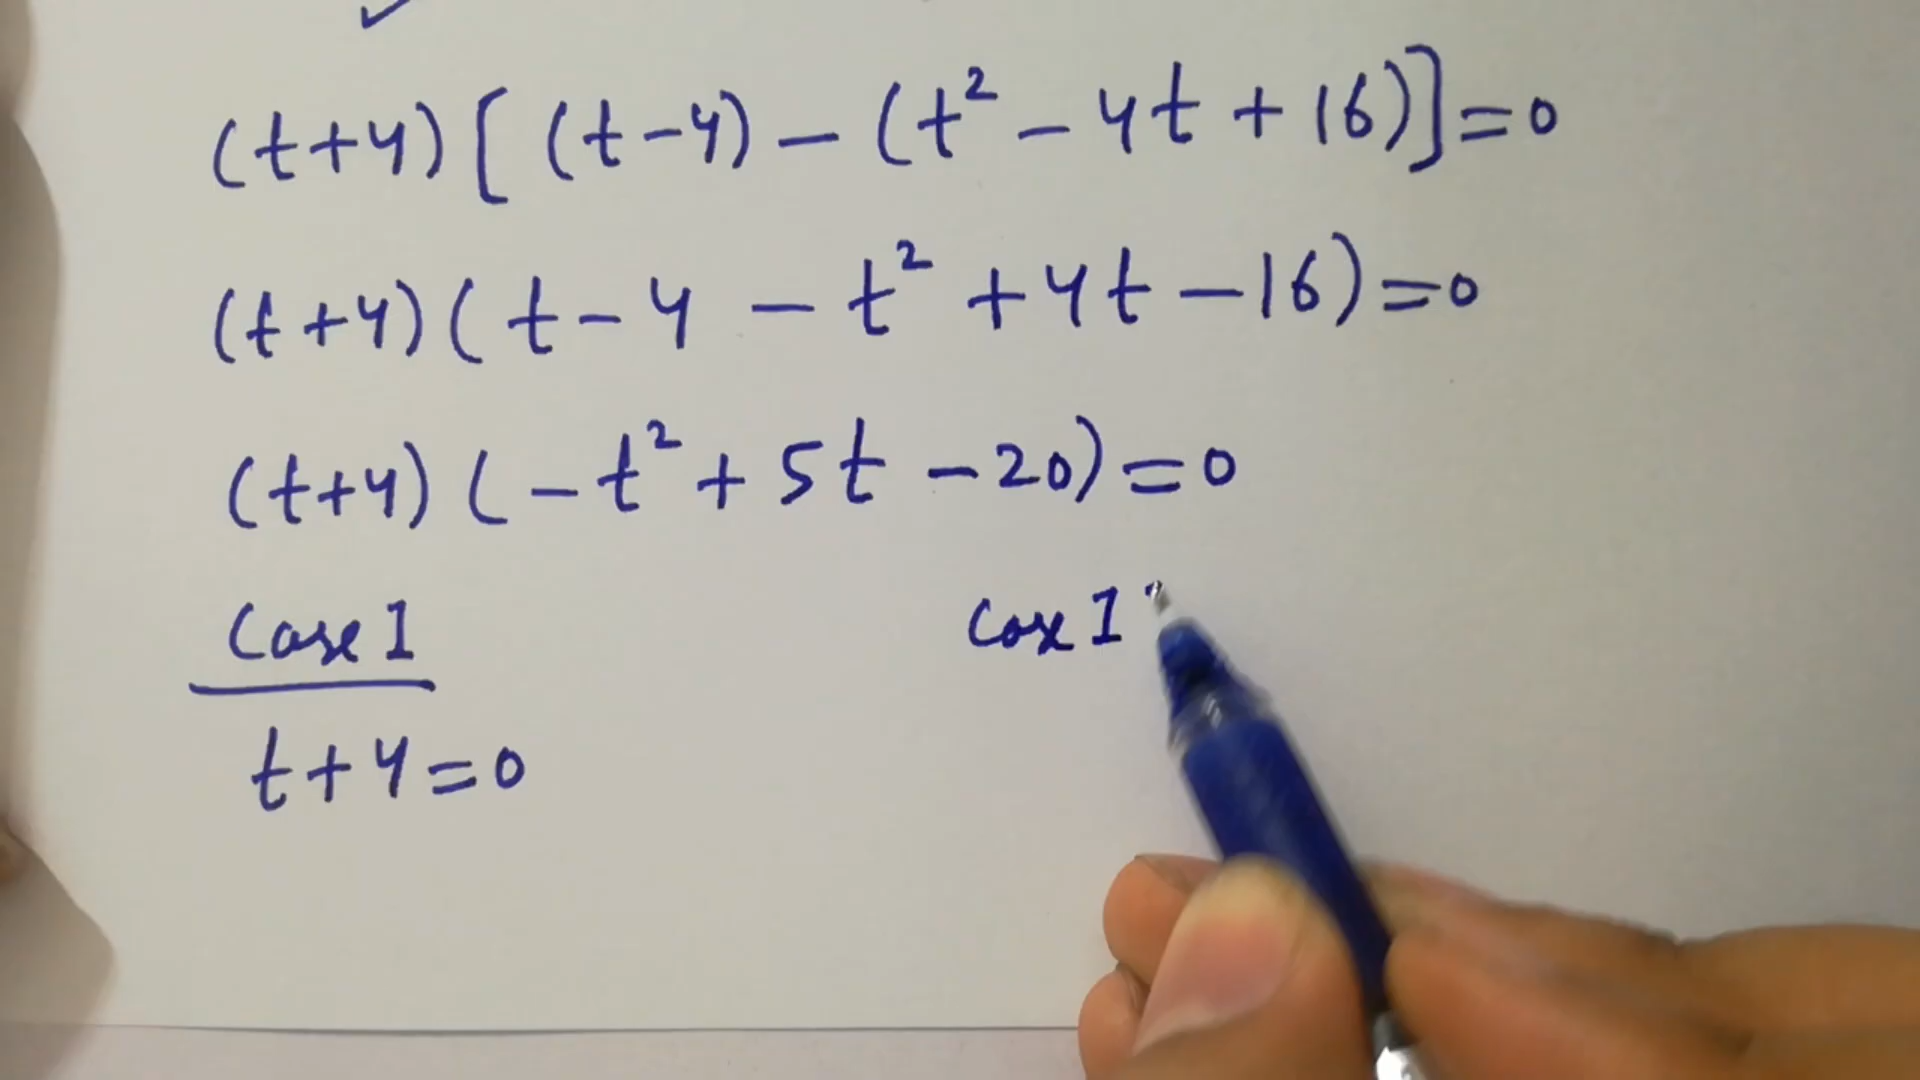 (t+4)[(t-4)-(t²-4t+16)]=0
(t+4)(t-4-t²+4t-16)=0
(t+4)(-t²+5t-20)=0
Case I
Case I
t+4=0